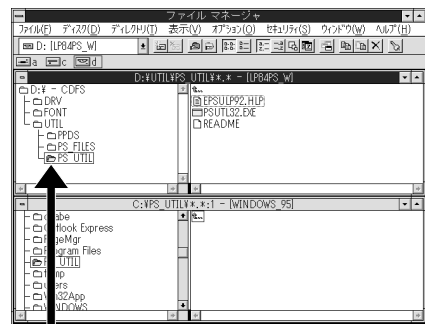 ファイル マネージャ
ファイル(F) ディスク(D) ディレクトリ(T) 表示(V) オプション(O) セキュリティ(S) ウィンドウ(W) ヘルプ(H)
D: [LP84PS_W]
a c d
D:¥UTIL¥PS_UTIL¥*.* - [LP84PS_W]
D:¥ - CDFS
DRV
FONT
UTIL
PPDS
PS_FILES
PS_UTIL
EPSULP92.HLP
PSUTL32.EXE
README
C:¥PS_UTIL¥*.*:1 - [WINDOWS_95]
Outlook Express
PageMgr
Program Files
PS_UTIL
temp
users
Win32App
WINDOWS